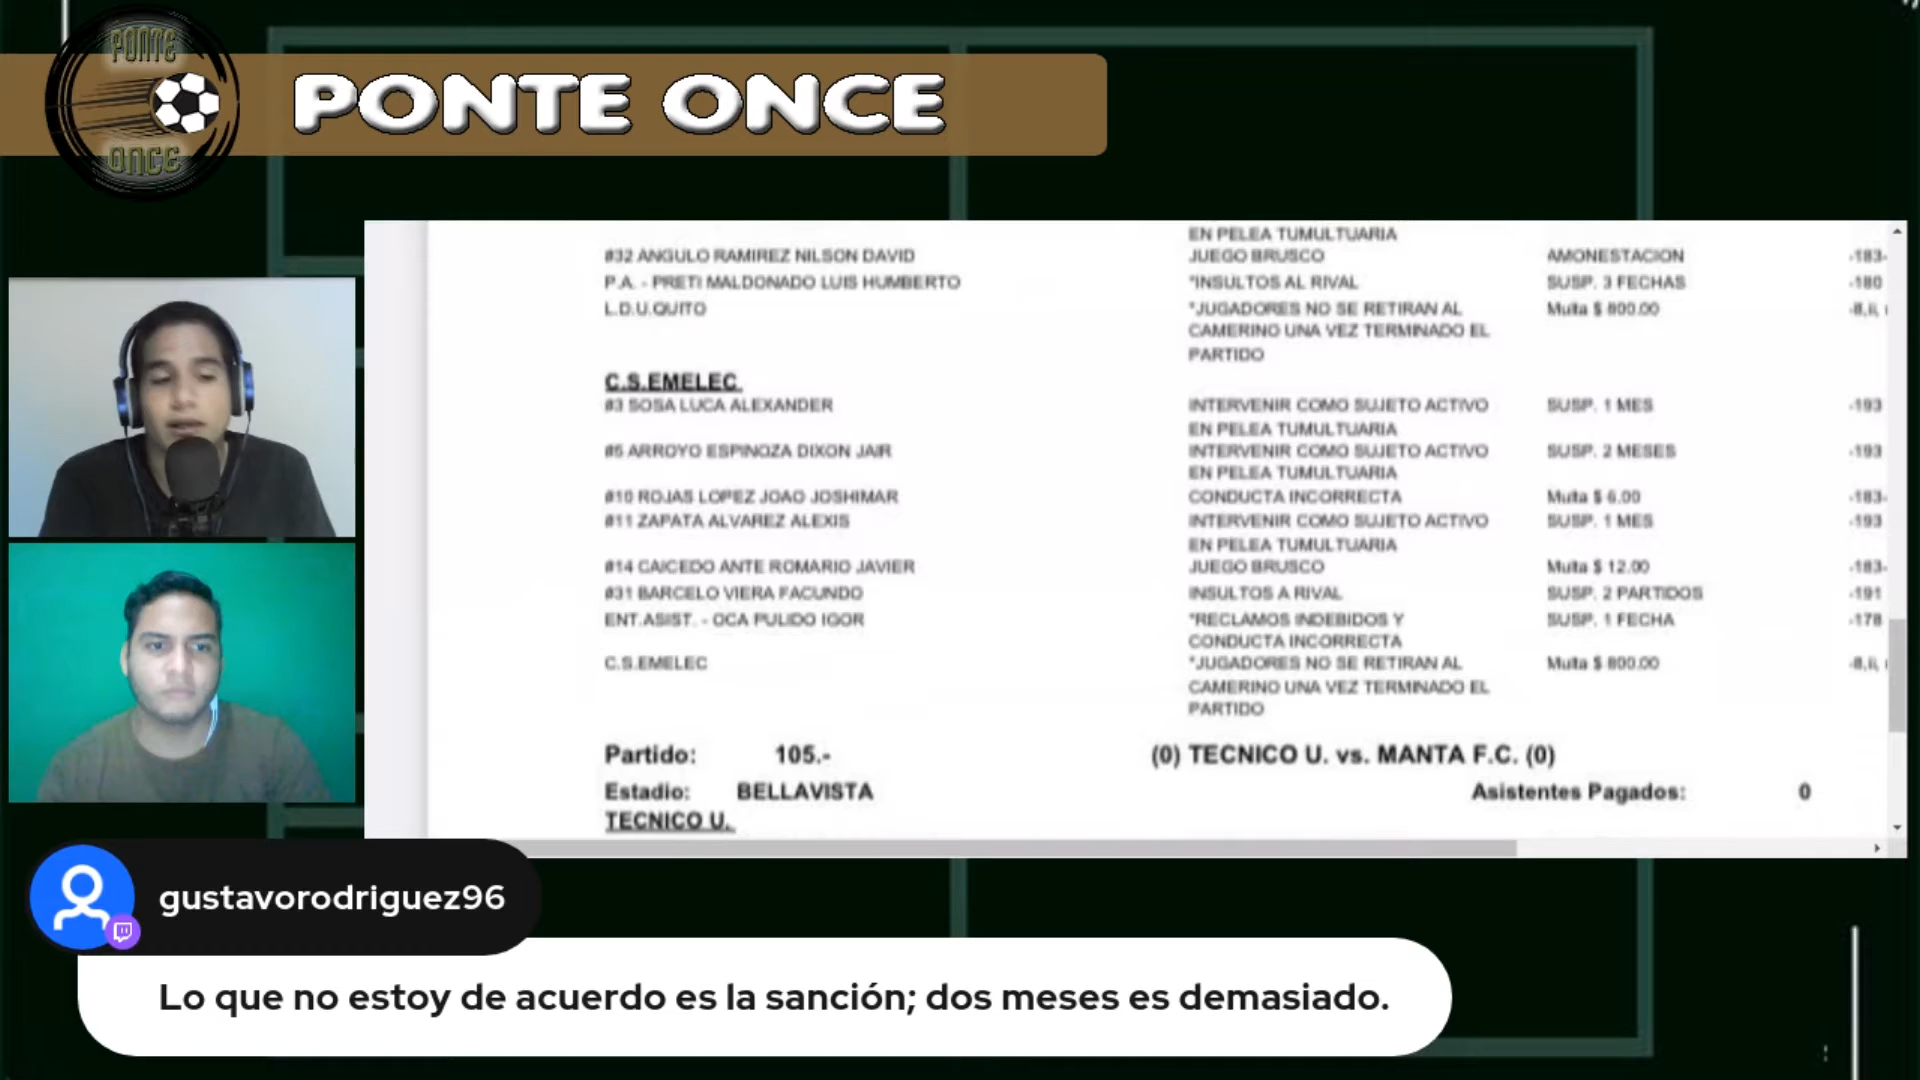 PONTE
ONCE
PONTE ONCE
EN PELEA TUMULTUARIA
#32 ANGULO RAMIREZ NILSON DAVID JUEGO BRUSCO AMONESTACION -183-
P.A. - PRETI MALDONADO LUIS HUMBERTO *INSULTOS AL RIVAL SUSP. 3 FECHAS -180
L.D.U.QUITO *JUGADORES NO SE RETIRAN AL Multa $ 800.00 -8,ii,
CAMERINO UNA VEZ TERMINADO EL
PARTIDO
C.S.EMELEC
#3 SOSA LUCA ALEXANDER INTERVENIR COMO SUJETO ACTIVO SUSP. 1 MES -193
EN PELEA TUMULTUARIA
#5 ARROYO ESPINOZA DIXON JAIR INTERVENIR COMO SUJETO ACTIVO SUSP. 2 MESES -193
EN PELEA TUMULTUARIA
#10 ROJAS LOPEZ JOAO JOSHIMAR CONDUCTA INCORRECTA Multa $ 6.00 -183-
#11 ZAPATA ALVAREZ ALEXIS INTERVENIR COMO SUJETO ACTIVO SUSP. 1 MES -193
EN PELEA TUMULTUARIA
#14 CAICEDO ANTE ROMARIO JAVIER JUEGO BRUSCO Multa $ 12.00 -183-
#31 BARCELO VIERA FACUNDO INSULTOS A RIVAL SUSP. 2 PARTIDOS -191
ENT.ASIST. - OCA PULIDO IGOR *RECLAMOS INDEBIDOS Y SUSP. 1 FECHA -178
CONDUCTA INCORRECTA
C.S.EMELEC *JUGADORES NO SE RETIRAN AL Multa $ 800.00 -8,ii,
CAMERINO UNA VEZ TERMINADO EL
PARTIDO
Partido: 105.- (0) TECNICO U. vs. MANTA F.C. (0)
Estadio: BELLAVISTA Asistentes Pagados: 0
TECNICO U.
gustavorodriguez96
Lo que no estoy de acuerdo es la sanción; dos meses es demasiado.